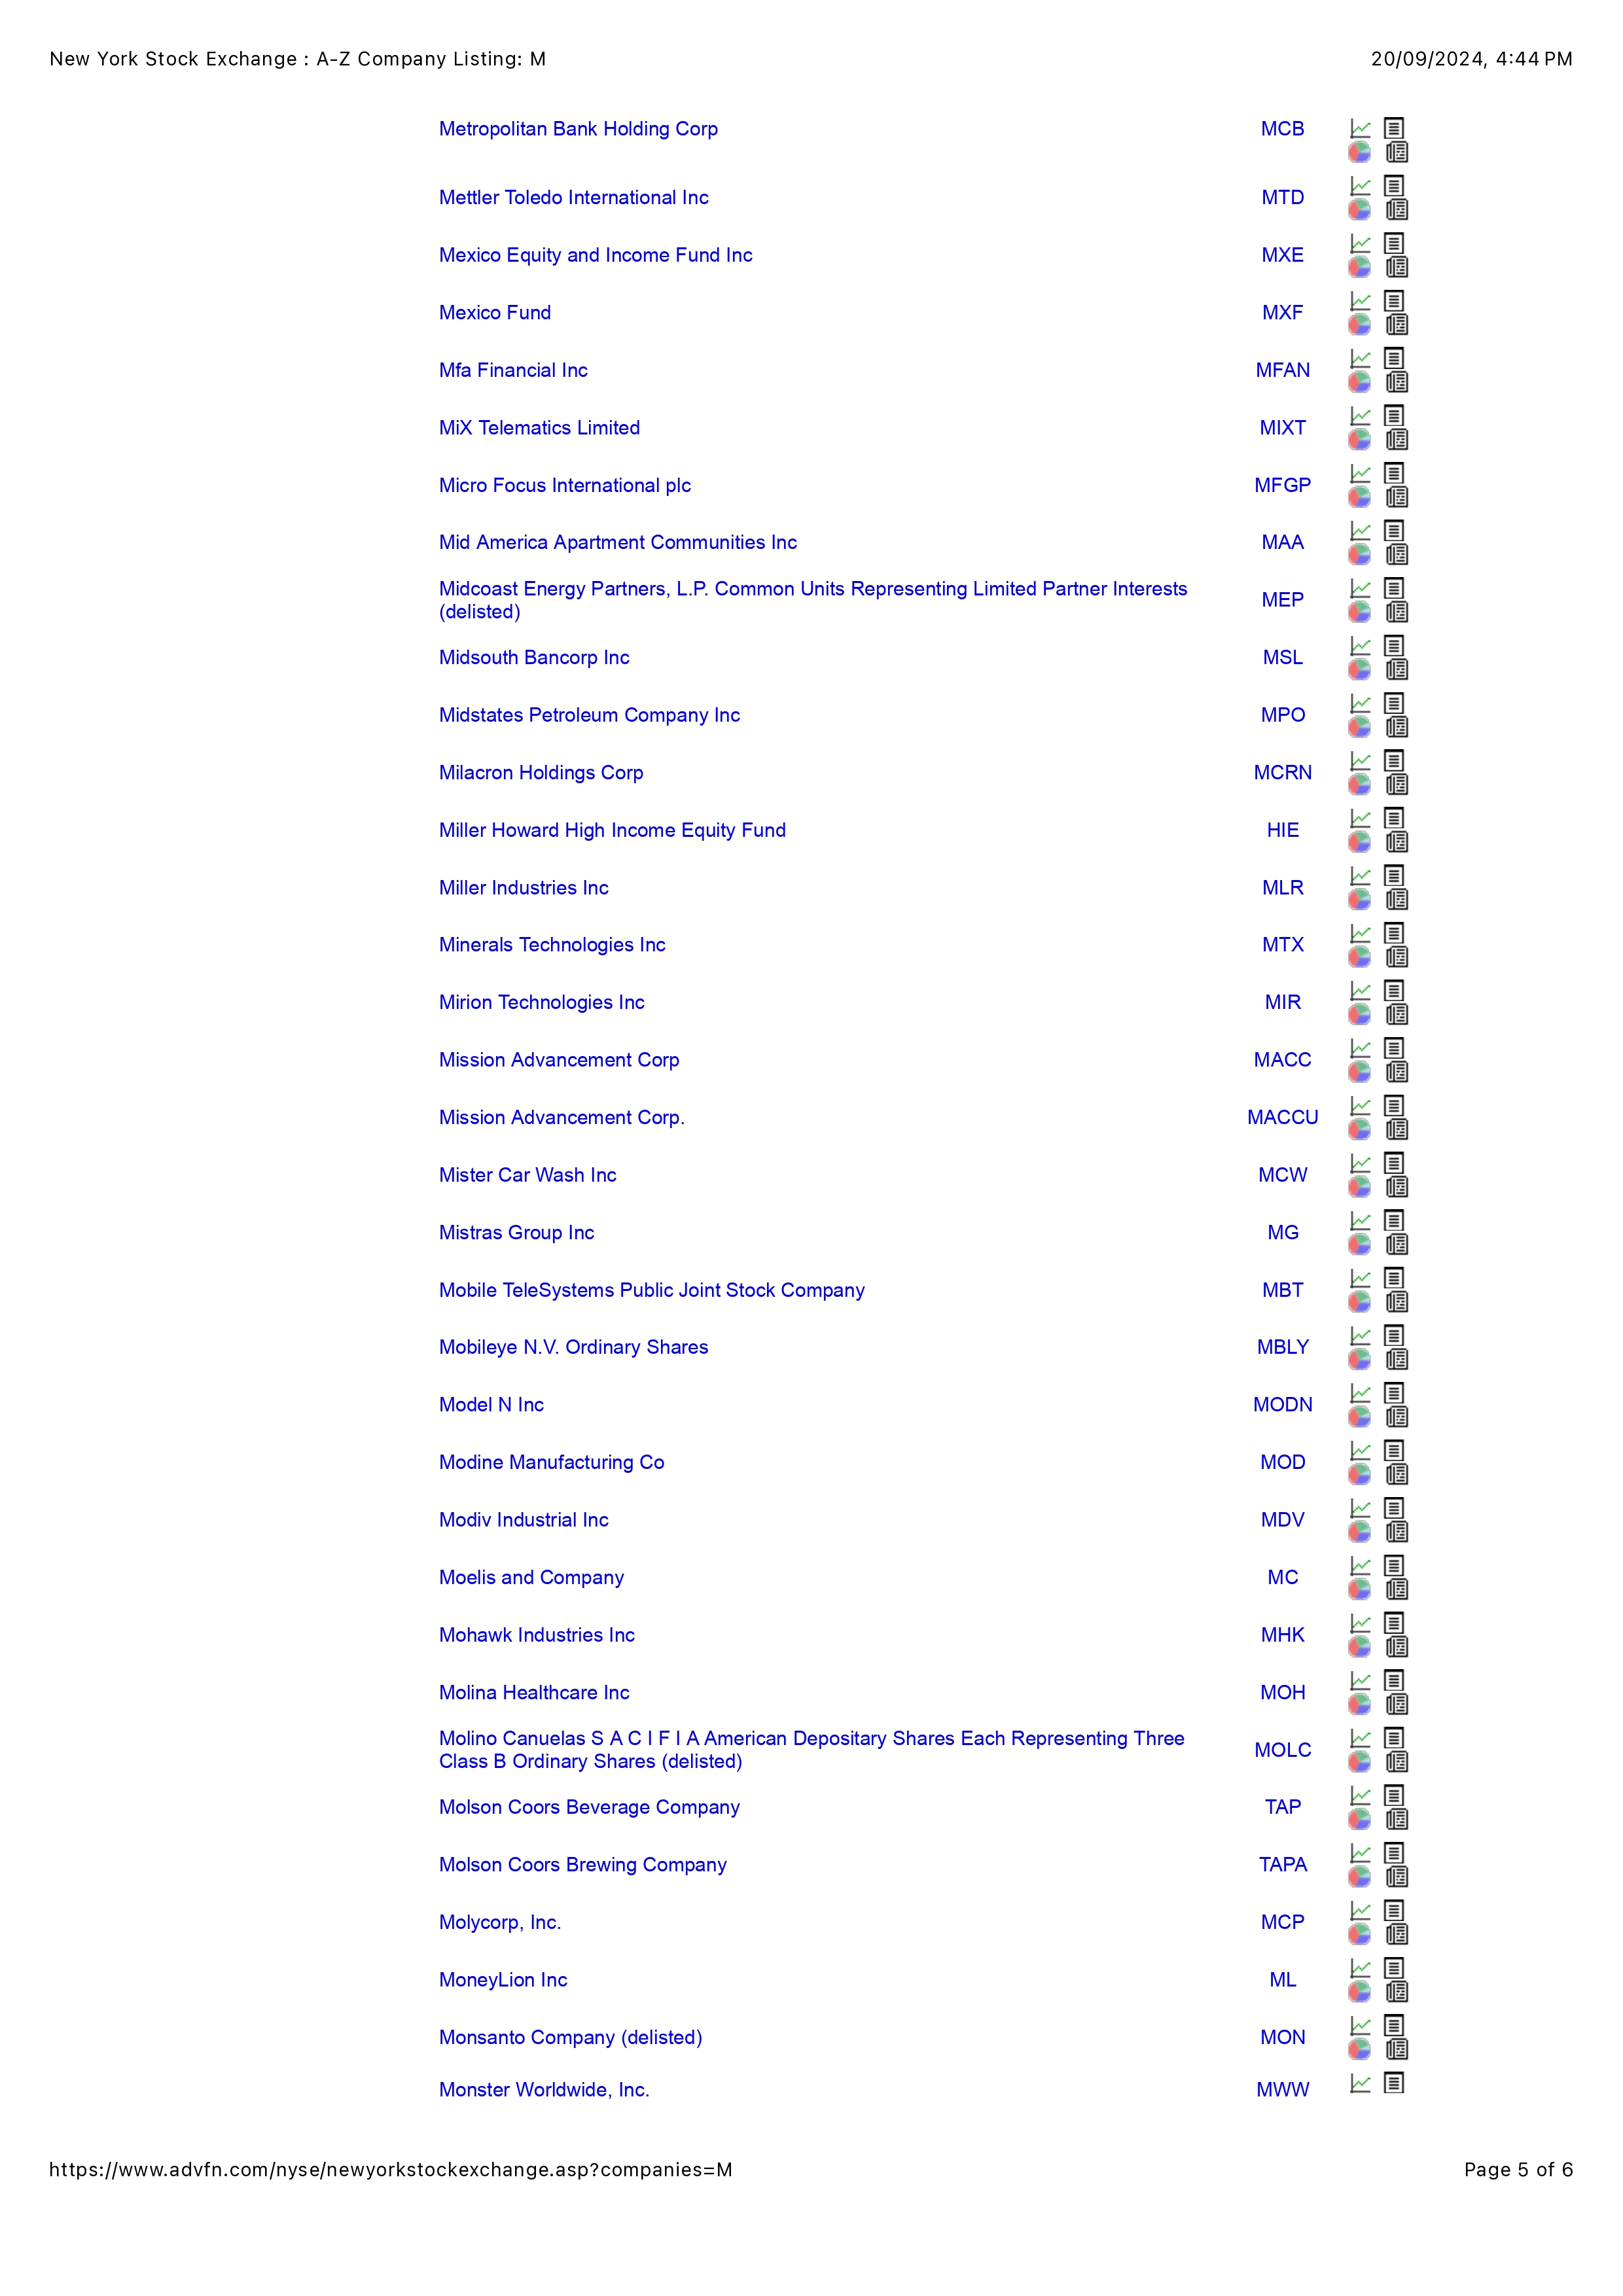 New York Stock Exchange : A-Z Company Listing: M 20/09/2024, 4:44 PM
Metropolitan Bank Holding Corp MCB
Mettler Toledo International Inc MTD
Mexico Equity and Income Fund Inc MXE
Mexico Fund MXF
Mfa Financial Inc MFAN
MiX Telematics Limited MIXT
Micro Focus International plc MFGP
Mid America Apartment Communities Inc MAA
Midcoast Energy Partners, L.P. Common Units Representing Limited Partner Interests
(delisted) MEP
Midsouth Bancorp Inc MSL
Midstates Petroleum Company Inc MPO
Milacron Holdings Corp MCRN
Miller Howard High Income Equity Fund HIE
Miller Industries Inc MLR
Minerals Technologies Inc MTX
Mirion Technologies Inc MIR
Mission Advancement Corp MACC
Mission Advancement Corp. MACCU
Mister Car Wash Inc MCW
Mistras Group Inc MG
Mobile TeleSystems Public Joint Stock Company MBT
Mobileye N.V. Ordinary Shares MBLY
Model N Inc MODN
Modine Manufacturing Co MOD
Modiv Industrial Inc MDV
Moelis and Company MC
Mohawk Industries Inc MHK
Molina Healthcare Inc MOH
Molino Canuelas S A C I F I A American Depositary Shares Each Representing Three
Class B Ordinary Shares (delisted) MOLC
Molson Coors Beverage Company TAP
Molson Coors Brewing Company TAPA
Molycorp, Inc. MCP
MoneyLion Inc ML
Monsanto Company (delisted) MON
Monster Worldwide, Inc. MWW
https://www.advfn.com/nyse/newyorkstockexchange.asp?companies=M Page 5 of 6